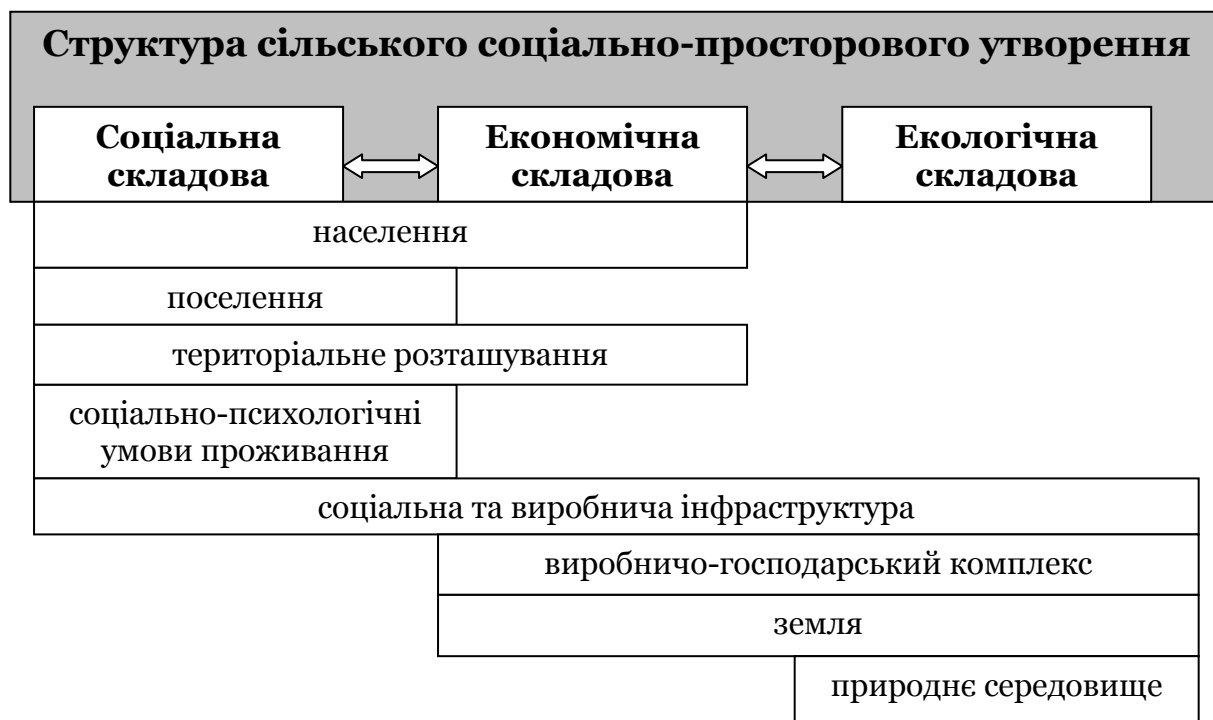 Структура сільського соціально-просторового утворення
Соціальна
складова
Економічна
складова
Екологічна
складова
населення
поселення
територіальне розташування
соціально-психологічні
умови проживання
соціальна та виробнича інфраструктура
виробничо-господарський комплекс
земля
природнє середовище